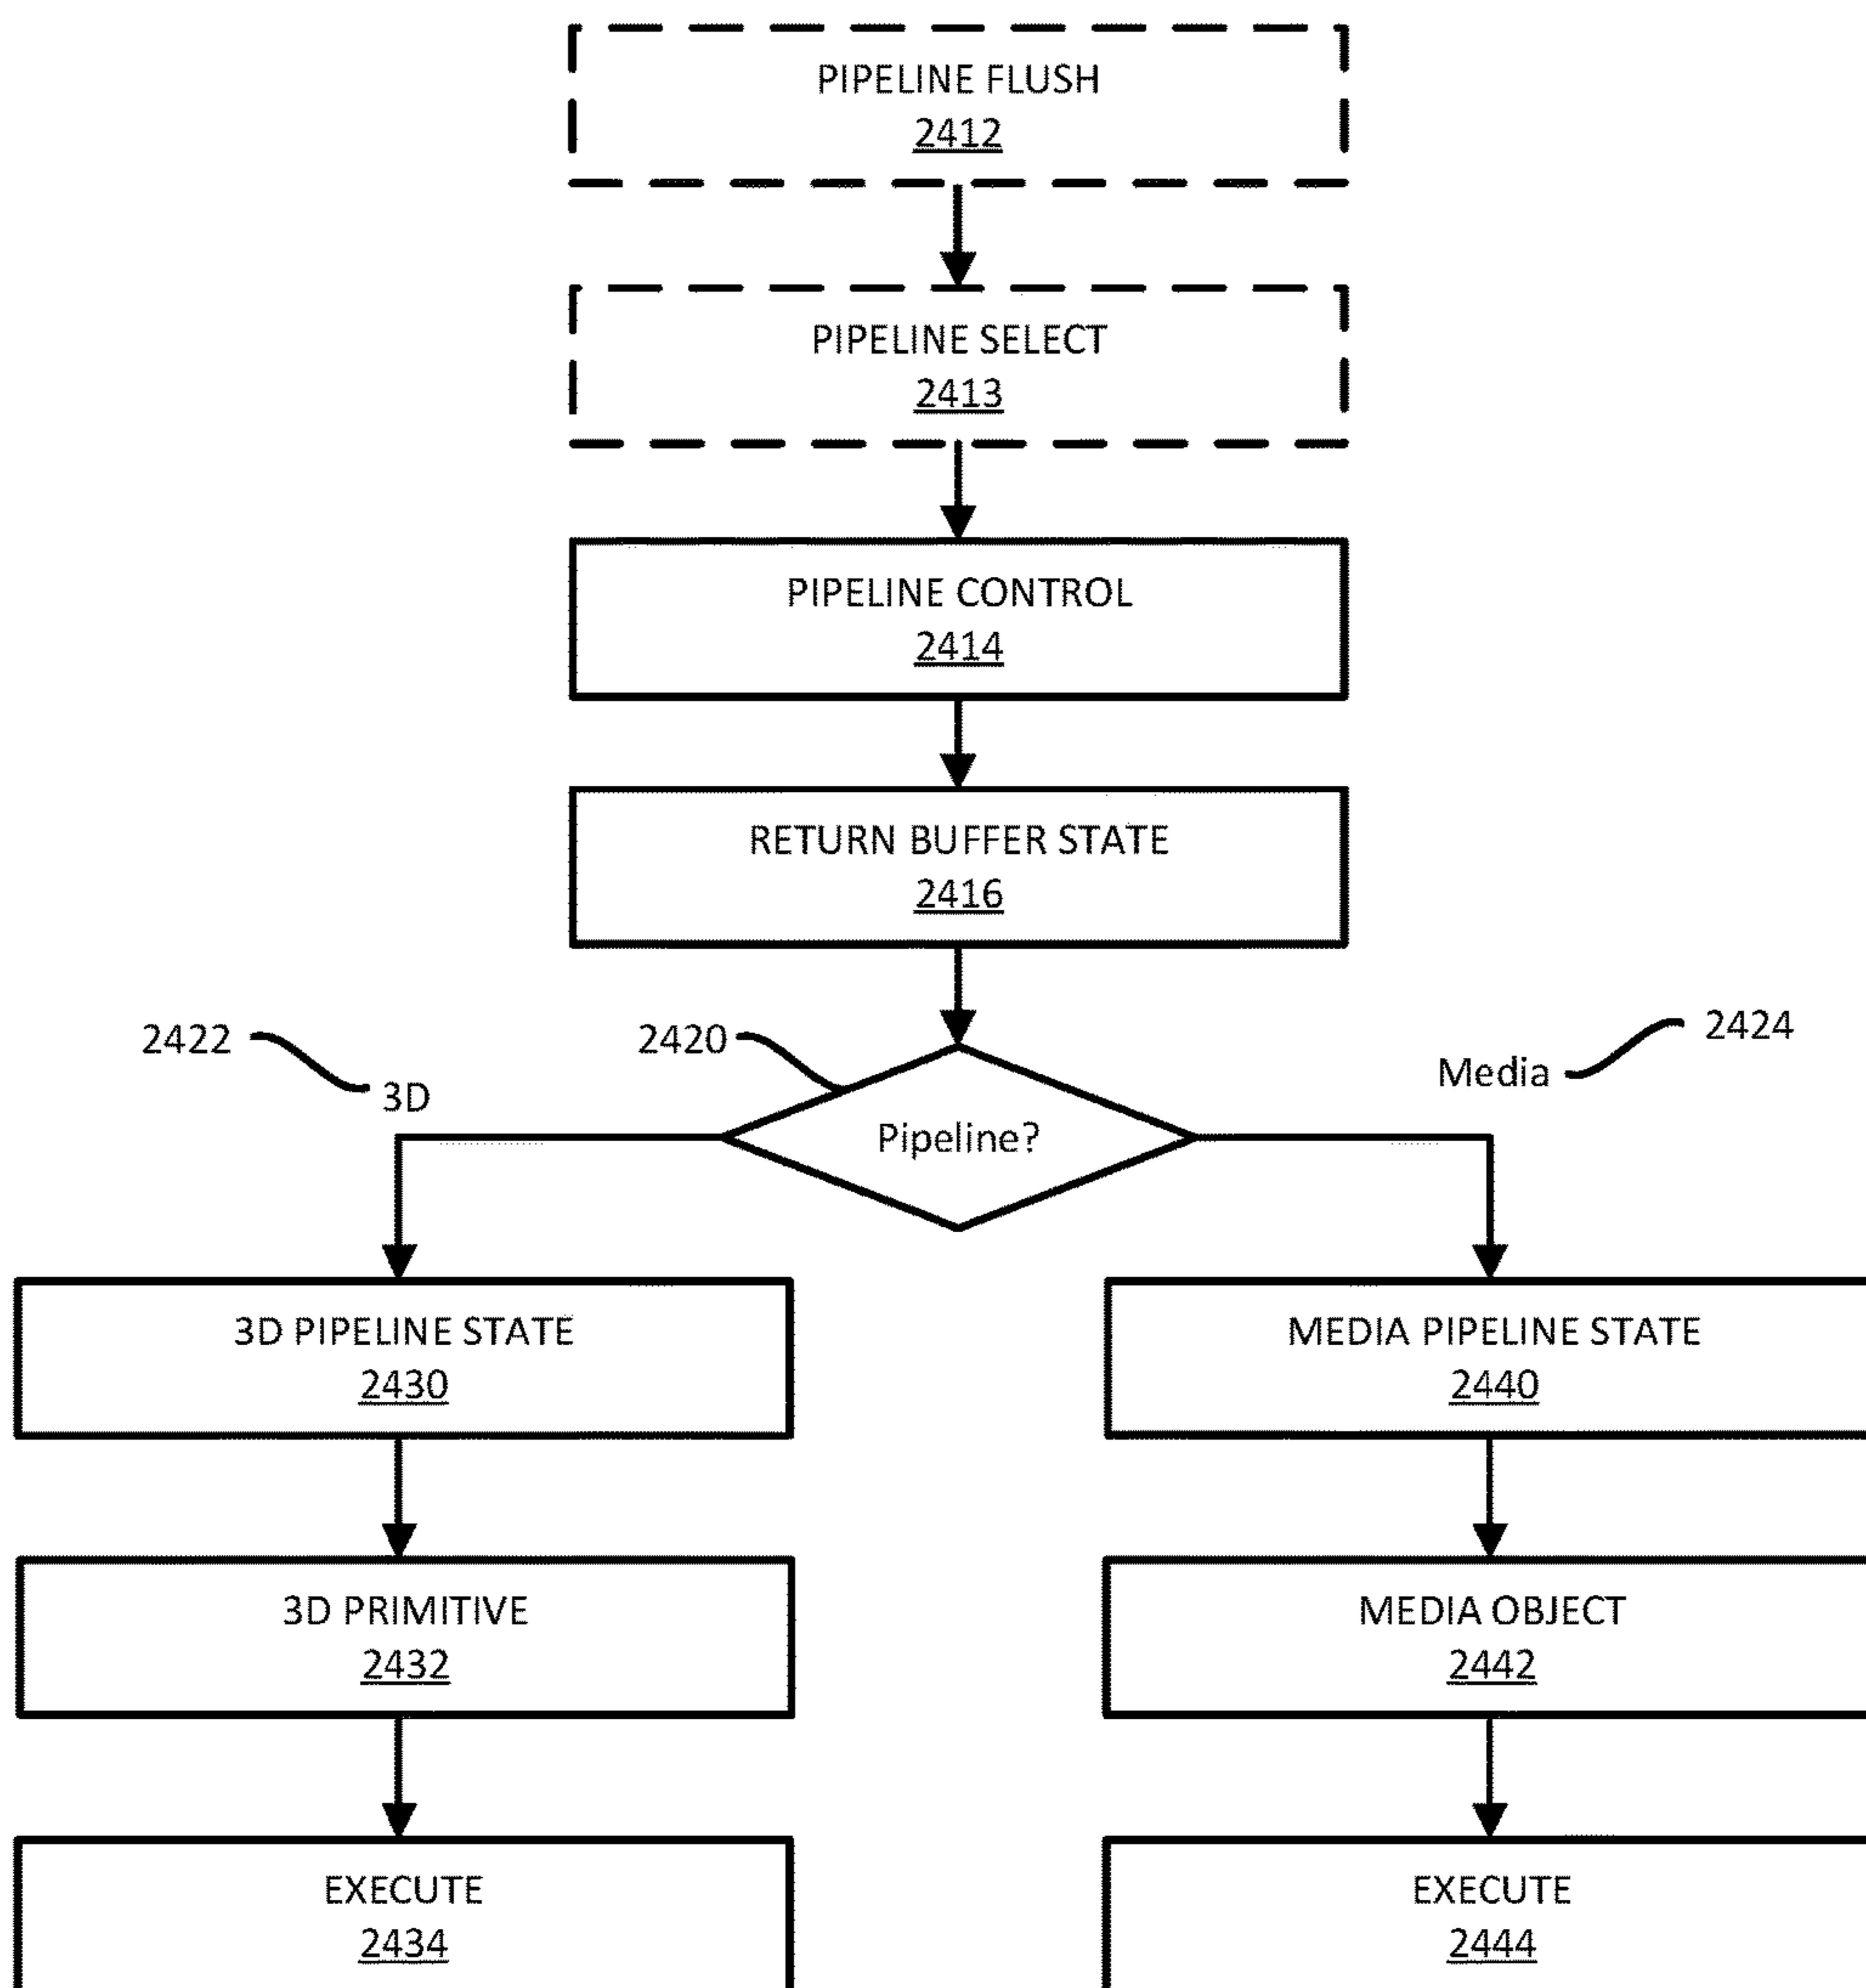 PIPELINE FLUSH
2412
PIPELINE SELECT
2413
PIPELINE CONTROL
2414
RETURN BUFFER STATE
2416
2422
3D
2420
Pipeline?
Media
2424
3D PIPELINE STATE
2430
MEDIA PIPELINE STATE
2440
3D PRIMITIVE
2432
MEDIA OBJECT
2442
EXECUTE
2434
EXECUTE
2444